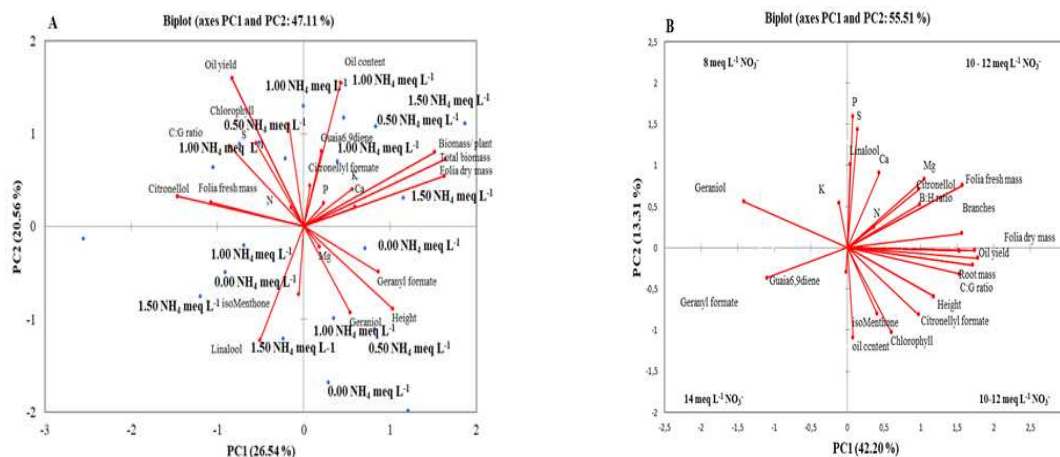 A
Biplot (axes PC1 and PC2: 47.11 %)
2
Oil yield
Oil content
1.00 NH4 meq L-1
1.00 NH4 meq L-1
1.50 NH4 meq L-1
Chlorophyll
0.50 NH4 meq L-1
0.50 NH4 meq L-1
1
C:G ratio
S
Guaia6,9diene
Biomass/ plant
1.00 NH4 meq L-1
1.00 NH4 meq L-1
Total biomass
Citronellyl formate
Folia dry mass
K
Citronellol
Folia fresh mass
P
Ca
1.50 NH4 meq L-1
N
0
0.00 NH4 meq L-1
1.00 NH4 meq L-1
Mg
0.00 NH4 meq L-1
Geranyl formate
1.50 NH4 meq L-1
isoMenthone
-1
Geraniol
Height
1.00 NH4 meq L-1
Linalool
1.50 NH4 meq L-1
0.50 NH4 meq L-1
0.00 NH4 meq L-1
-2
-3
-2
-1
0
1
2
PC1 (26.54 %)
PC2 (20.56 %)
B
Biplot (axes PC1 and PC2: 55.51 %)
2,5
8 meq L-1 NO3-
10 - 12 meq L-1 NO3-
2
P
1,5
S
Linalool
Ca
1
Mg
Geraniol
Citronellol
Folia fresh mass
K
B:H ratio
0,5
Branches
N
Folia dry mass
0
Oil yield
Guaia6,9diene
Root mass
-0,5
C:G ratio
Geranyl formate
Height
isoMenthone
Citronellyl formate
-1
oil content
Chlorophyll
-1,5
14 meq L-1 NO3-
10-12 meq L-1 NO3-
-2
-2
-1,5
-1
-0,5
0
0,5
1
1,5
2
2,5
3
PC1 (42.20 %)
PC2 (13.31 %)